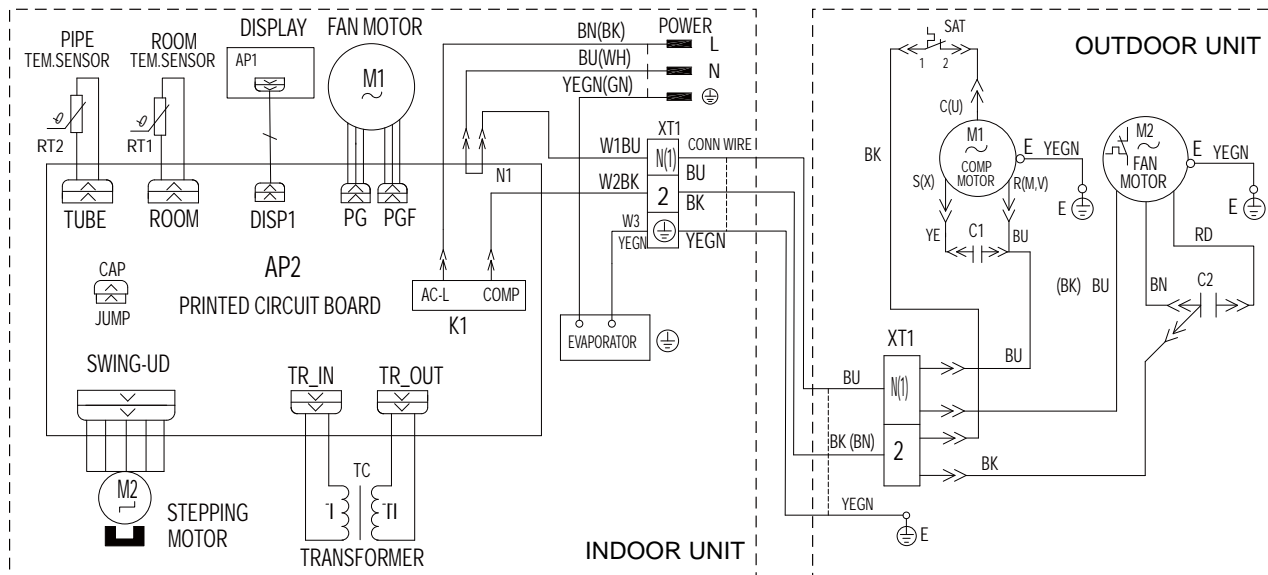 PIPE
TEM.SENSOR
ROOM
TEM.SENSOR
DISPLAY
AP1
FAN MOTOR
M1
RT2
RT1
BN(BK)
BU(WH)
YEGN(GN)
POWER
L
N
TUBE
ROOM
DISP1
PG
PGF
N1
W1BU
W2BK
W3
YEGN
XT1
N(1)
2
CONN WIRE
BU
BK
YEGN
CAP
JUMP
AP2
PRINTED CIRCUIT BOARD
AC-L
COMP
K1
EVAPORATOR
SWING-UD
TR_IN
TR_OUT
M2
STEPPING
MOTOR
TC
I
II
TRANSFORMER
INDOOR UNIT
OUTDOOR UNIT
SAT
1
2
C(U)
BK
M1
COMP
MOTOR
E
YEGN
E
S(X)
R(M,V)
YE
C1
BU
M2
FAN
MOTOR
E
YEGN
E
RD
(BK) BU
BN
C2
XT1
N(1)
2
BU
BU
BK (BN)
BK
YEGN
E